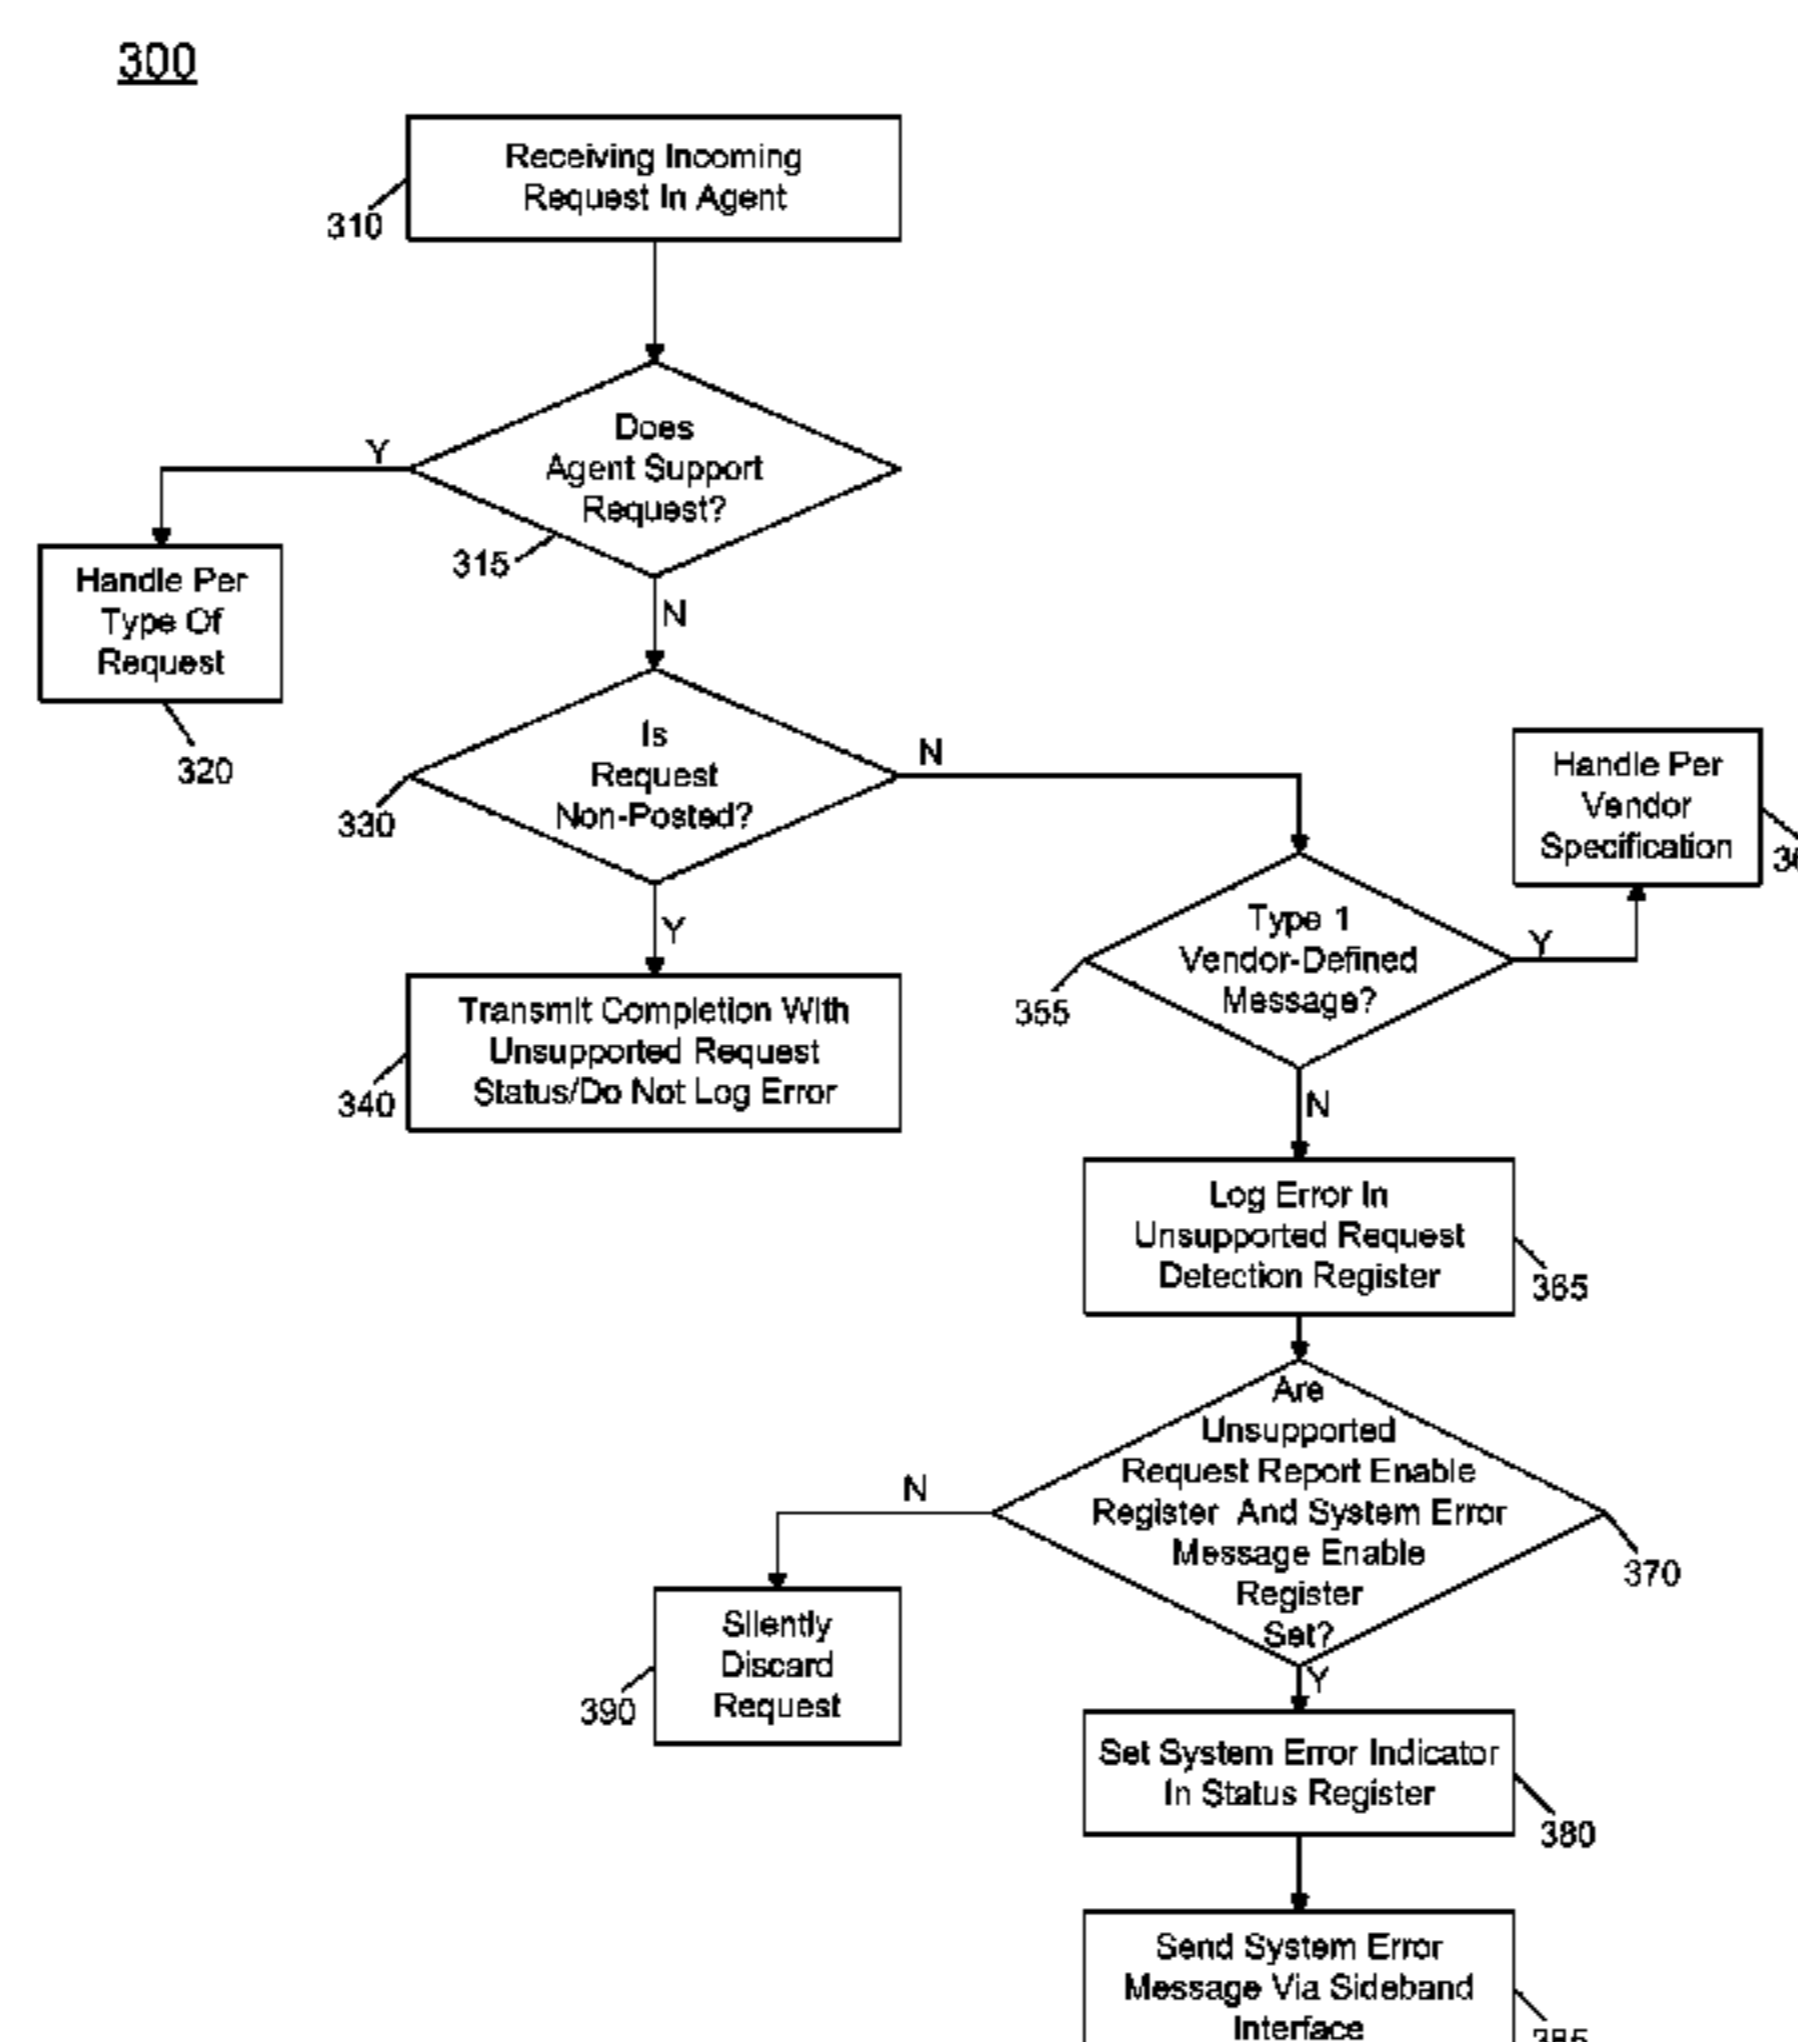 300
Receiving Incoming
Request In Agent
310
Does
Agent Support
Request?
Y
315
N
Handle Per
Type Of
Request
320
Is
Request
Non-Posted?
330
N
Y
Transmit Completion With
Unsupported Request
Status/Do Not Log Error
340
Handle Per
Vendor
Specification
Type 1
Vendor-Defined
Message?
Y
355
N
Log Error In
Unsupported Request
Detection Register
365
Are
Unsupported
Request Report Enable
Register And System Error
Message Enable
Register
Set?
370
N
Y
Silently
Discard
Request
390
Set System Error Indicator
In Status Register
380
Send System Error
Message Via Sideband
Interface
385